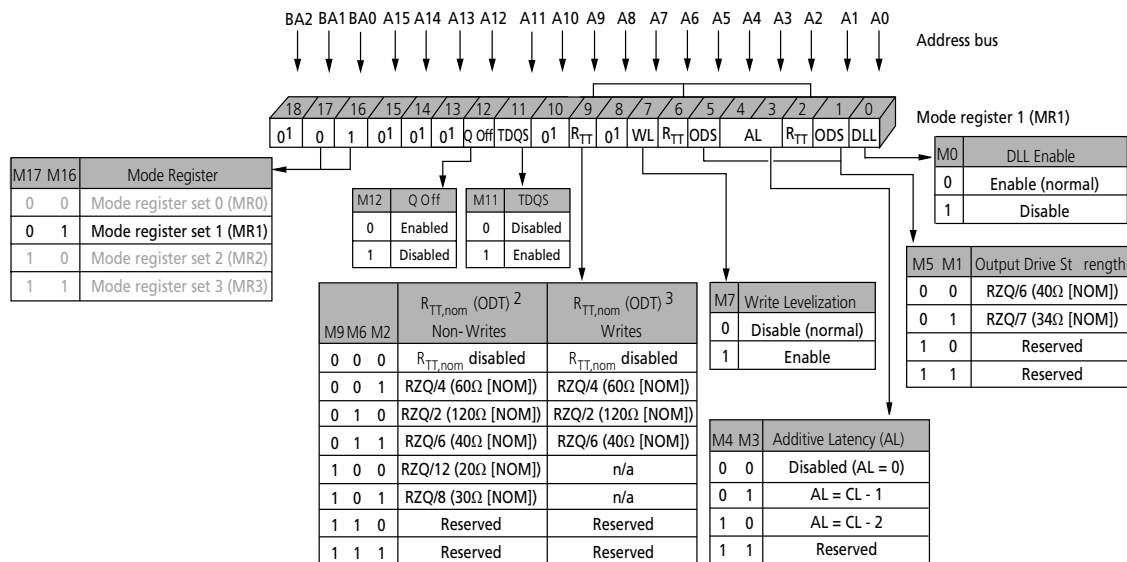 BA2 BA1 BA0 A15 A14 A13 A12 A11 A10 A9 A8 A7 A6 A5 A4 A3 A2 A1 A0
Address bus
18 17 16 15 14 13 12 11 10 9 8 7 6 5 4 3 2 1 0
0¹ 0 1 0¹ 0¹ 0¹ Q Off TDQS 0¹ RTT 0¹ WL RTT ODS AL RTT ODS DLL
Mode register 1 (MR1)
M17 M16 Mode Register
0 0 Mode register set 0 (MR0)
0 1 Mode register set 1 (MR1)
1 0 Mode register set 2 (MR2)
1 1 Mode register set 3 (MR3)
M12 Q Off
0 Enabled
1 Disabled
M11 TDQS
0 Disabled
1 Enabled
M0 DLL Enable
0 Enable (normal)
1 Disable
M5 M1 Output Drive St rength
0 0 RZQ/6 (40Ω [NOM])
0 1 RZQ/7 (34Ω [NOM])
1 0 Reserved
1 1 Reserved
M9 M6 M2 RTT,nom (ODT) 2 Non-Writes RTT,nom (ODT) 3 Writes
0 0 0 RTT,nom disabled RTT,nom disabled
0 0 1 RZQ/4 (60Ω [NOM]) RZQ/4 (60Ω [NOM])
0 1 0 RZQ/2 (120Ω [NOM]) RZQ/2 (120Ω [NOM])
0 1 1 RZQ/6 (40Ω [NOM]) RZQ/6 (40Ω [NOM])
1 0 0 RZQ/12 (20Ω [NOM]) n/a
1 0 1 RZQ/8 (30Ω [NOM]) n/a
1 1 0 Reserved Reserved
1 1 1 Reserved Reserved
M7 Write Levelization
0 Disable (normal)
1 Enable
M4 M3 Additive Latency (AL)
0 0 Disabled (AL = 0)
0 1 AL = CL - 1
1 0 AL = CL - 2
1 1 Reserved